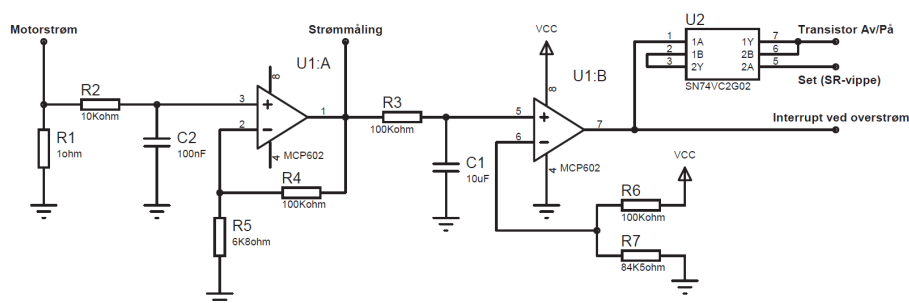 Motorstrøm
Strømmåling
VCC
U2
Transistor Av/På
1
1A
1Y
7
2
1B
2B
6
3
2Y
2A
5
SN74VC2G02
Set (SR-vippe)
Interrupt ved overstrøm
R2
10Kohm
R1
1ohm
C2
100nF
U1:A
8
3
2
1
4
MCP602
R3
100Kohm
R4
100Kohm
R5
6K8ohm
C1
10uF
U1:B
8
5
6
7
4
MCP602
VCC
R6
100Kohm
R7
84K5ohm